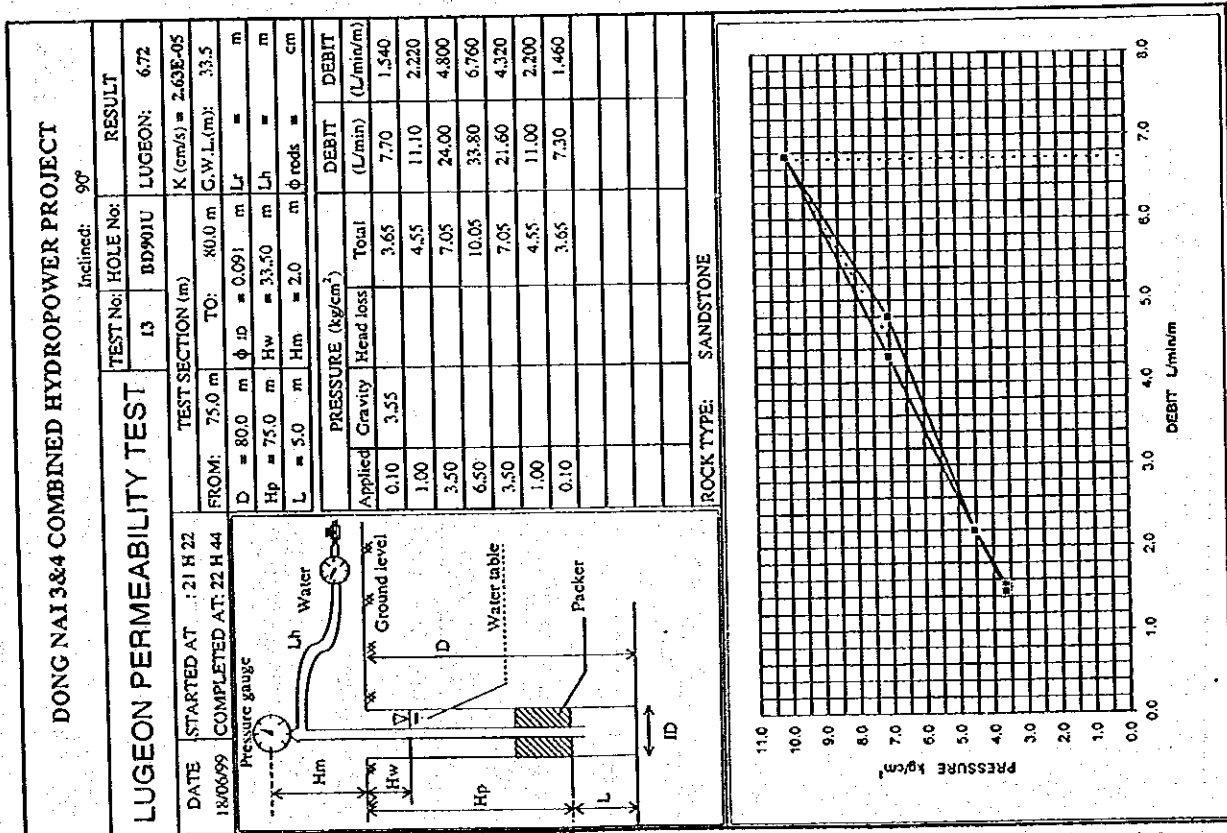 DONG NAI 3&4 COMBINED HYDROPOWER PROJECT
Inclined: 90°
LUGEON PERMEABILITY TEST
TEST No: HOLE No: RESULT
13 BD901U LUGEON: 6.72
DATE STARTED AT : 21 H 22 TEST SECTION (m) K (cm/s) = 2.63E-05
18/06/99 COMPLETED AT: 22 H 44 FROM: 75.0 m TO: 80.0 m G.W.L.(m): 33.5
D = 80.0 m ϕ ID = 0.091 m Lr = m
Hp = 75.0 m Hw = 33.50 m Lh = m
L = 5.0 m Hm = 2.0 m ϕ rods = cm
PRESSURE (kg/cm²) DEBIT DEBIT
Applied Gravity Head loss Total (L/min) (L/min/m)
0.10 3.55 3.65 7.70 1.540
1.00 4.55 11.10 2.220
3.50 7.05 24.00 4.800
6.50 10.05 33.80 6.760
3.50 7.05 21.60 4.320
1.00 4.55 11.00 2.200
0.10 3.65 7.30 1.460
Pressure gauge
Lh
Water
Hm
Ground level
Hw
D
Water table
Hp
Packer
L
ID
ROCK TYPE: SANDSTONE
PRESSURE kg/cm²
11.0
10.0
9.0
8.0
7.0
6.0
5.0
4.0
3.0
2.0
1.0
0.0
0.0 1.0 2.0 3.0 4.0 5.0 6.0 7.0 8.0
DEBIT L/min/m